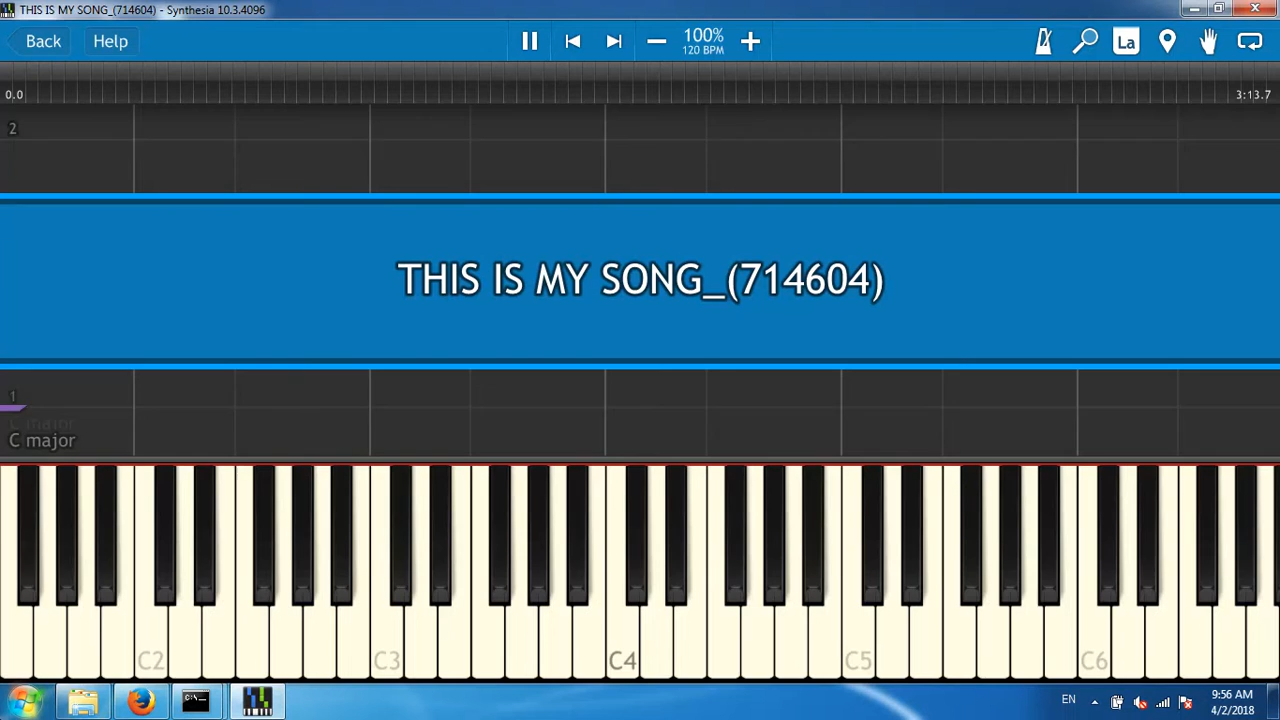 THIS IS MY SONG_(714604) - Synthesia 10.3.4096
Back
Help
100%
120 BPM
La
0,0
3:13.7
2
THIS IS MY SONG_(714604)
1
C major
C major
C2
C3
C4
C5
C6
EN
9:56 AM
4/2/2018